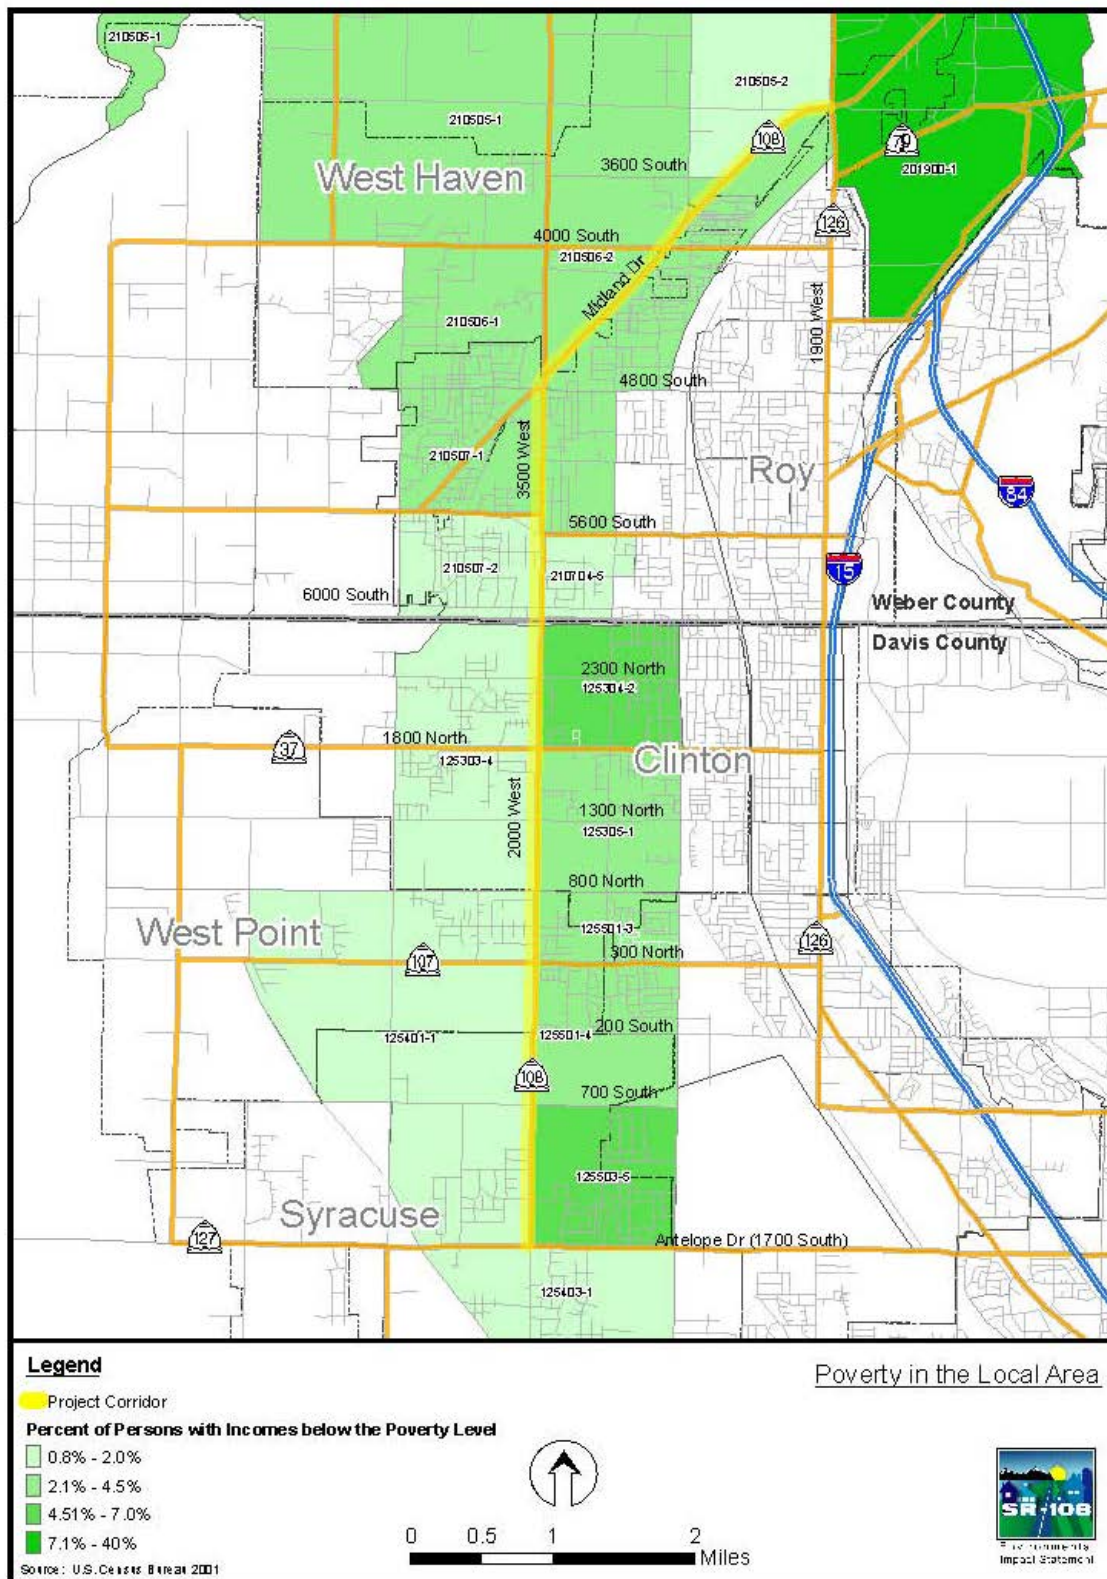 210505-1
210505-2
210505-1
108
79
3600 South
201900-1
West Haven
126
4000 South
210506-2
Midland Dr
210506-1
1900 West
4800 South
3500 West
210507-1
Roy
84
5600 South
15
210507-2
210704-5
6000 South
Weber County
Davis County
2300 North
125304-2
37
1800 North
125303-4
Clinton
2000 West
1300 North
125305-1
800 North
West Point
125501-3
300 North
107
126
125401-1
125501-4
200 South
108
700 South
125503-5
Syracuse
127
Antelope Dr (1700 South)
125403-1
Legend
Poverty in the Local Area
Project Corridor
Percent of Persons with Incomes below the Poverty Level
0.8% - 2.0%
2.1% - 4.5%
4.51% - 7.0%
7.1% - 40%
0 0.5 1 2
Miles
SR-108
Environmental
Impact Statement
Source: U.S. Census Bureau 2001